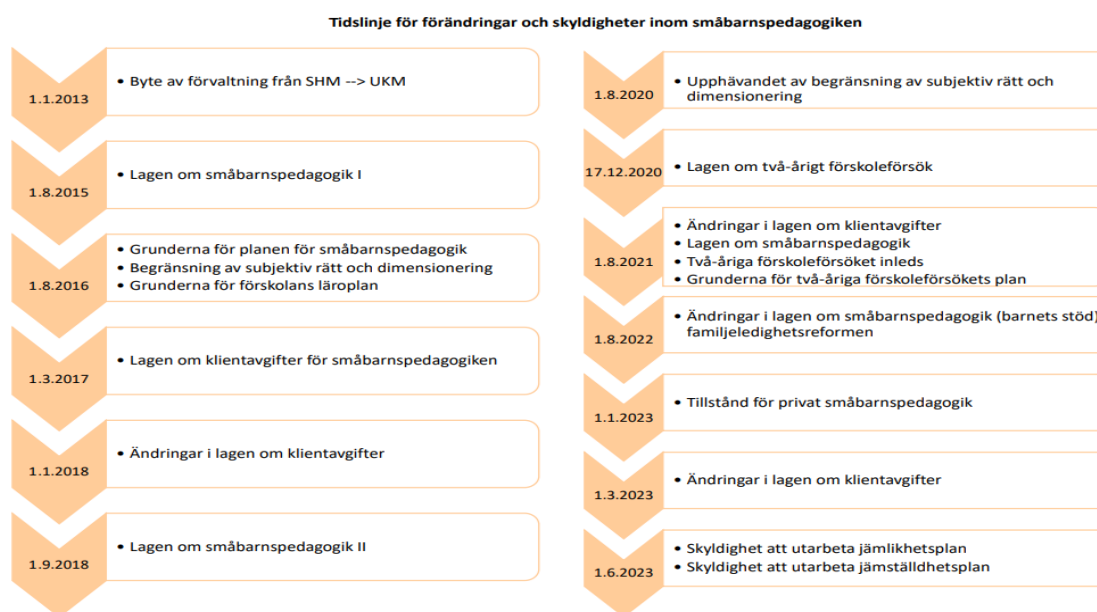 Tidslinje för förändringar och skyldigheter inom småbarnspedagogiken
1.1.2013
• Byte av förvaltning från SHM --> UKM
1.8.2015
• Lagen om småbarnspedagogik I
1.8.2016
• Grunderna för planen för småbarnspedagogik
• Begränsning av subjektiv rätt och dimensionering
• Grunderna för förskolans läroplan
1.3.2017
• Lagen om klientavgifter för småbarnspedagogiken
1.1.2018
• Ändringar i lagen om klientavgifter
1.9.2018
• Lagen om småbarnspedagogik II
1.8.2020
• Upphävandet av begränsning av subjektiv rätt och
dimensionering
17.12.2020
• Lagen om två-årigt förskoleförsök
1.8.2021
• Ändringar i lagen om klientavgifter
• Lagen om småbarnspedagogik
• Två-åriga förskoleförsöket inleds
• Grunderna för två-åriga förskoleförsökets plan
1.8.2022
• Ändringar i lagen om småbarnspedagogik (barnets stöd)
familjeledighetsreformen
1.1.2023
• Tillstånd för privat småbarnspedagogik
1.3.2023
• Ändringar i lagen om klientavgifter
1.6.2023
• Skyldighet att utarbeta jämlikhetsplan
• Skyldighet att utarbeta jämställdhetsplan